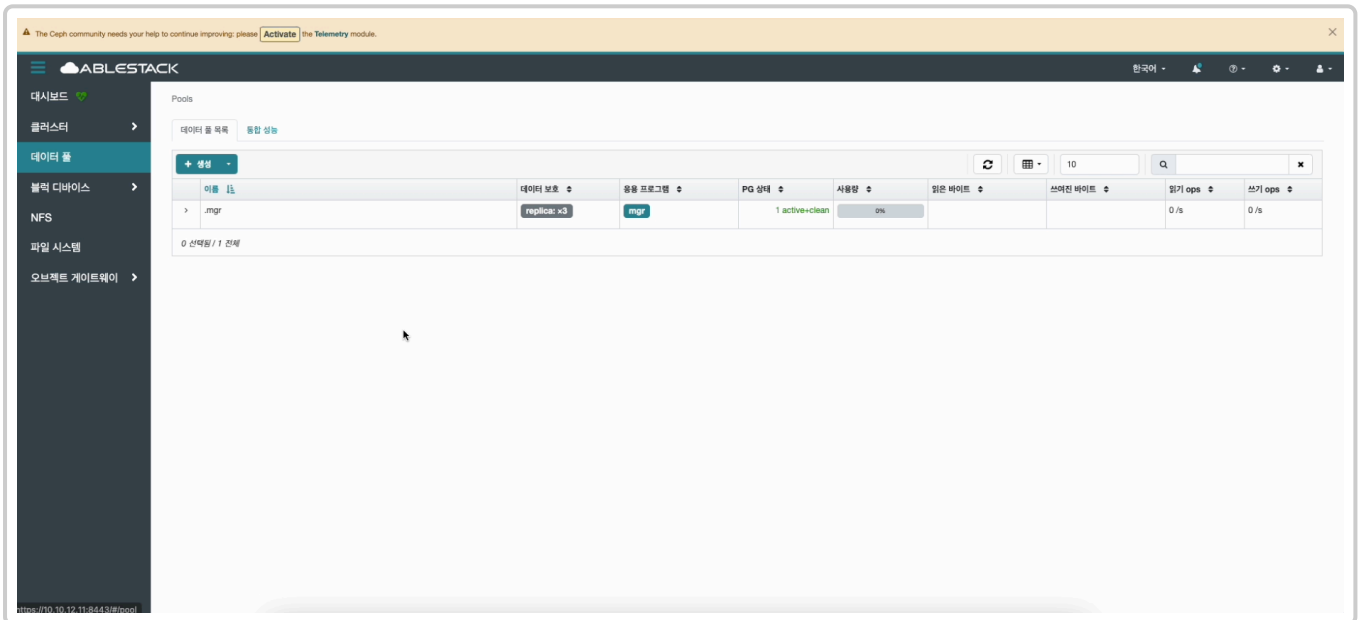 The Ceph community needs your help to continue improving: please Activate the Telemetry module.
ABLESTACK
한국어
대시보드
클러스터
데이터 풀
블럭 디바이스
NFS
파일 시스템
오브젝트 게이트웨이
Pools
데이터 풀 목록 통합 성능
+ 생성 10
이름 데이터 보호 응용 프로그램 PG 상태 사용량 읽은 바이트 쓰여진 바이트 읽기 ops 쓰기 ops
.mgr replica: x3 mgr 1 active+clean 0% 0 /s 0 /s
0 선택됨 / 1 전체
https://10.10.12.11:8443/#/pool